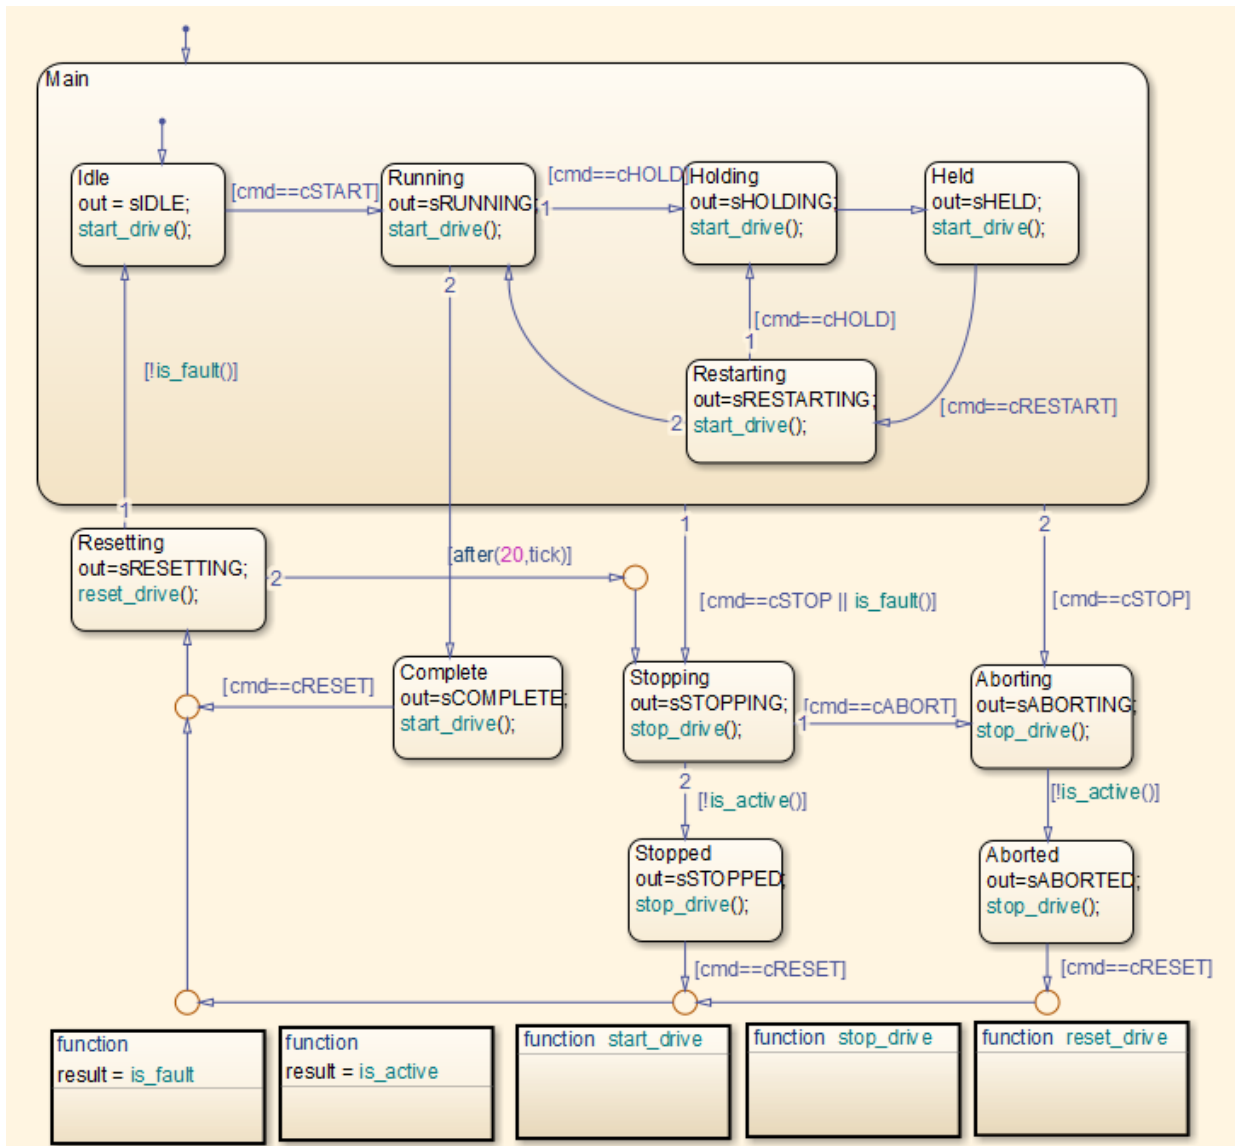 Main
Idle
out = sIDLE;
start_drive();
[cmd==cSTART]
Running
out=sRUNNING;
start_drive();
[cmd==cHOLD]
1
Holding
out=sHOLDING;
start_drive();
Held
out=sHELD;
start_drive();
2
[cmd==cHOLD]
1
[!is_fault()]
Restarting
out=sRESTARTING;
start_drive();
2
[cmd==cRESTART]
1
1
2
Resetting
out=sRESETTING;
reset_drive();
2
[after(20,tick)]
[cmd==cSTOP || is_fault()]
[cmd==cSTOP]
[cmd==cRESET]
Complete
out=sCOMPLETE;
start_drive();
Stopping
out=sSTOPPING;
stop_drive();
[cmd==cABORT]
1
Aborting
out=sABORTING;
stop_drive();
2
[!is_active()]
[!is_active()]
Stopped
out=sSTOPPED;
stop_drive();
Aborted
out=sABORTED;
stop_drive();
[cmd==cRESET]
[cmd==cRESET]
function
result = is_fault
function
result = is_active
function start_drive
function stop_drive
function reset_drive